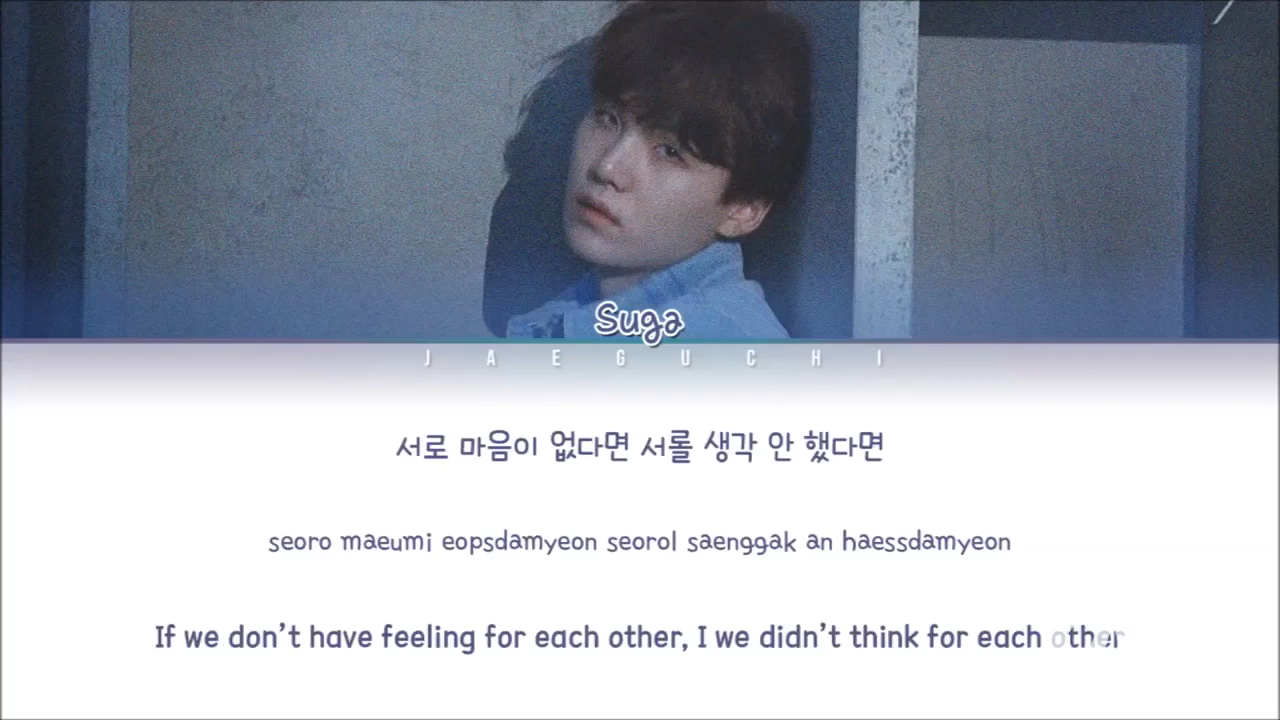 Suga
JAEGUCHI
서로 마음이 없다면 서롤 생각 안 했다면
seoro maeumi eopsdamyeon seorol saenggak an haessdamyeon
If we don't have feeling for each other, I we didn't think for each other